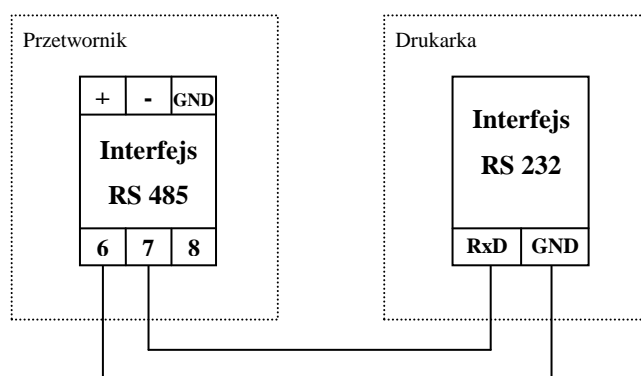 Przetwornik
Drukarka
+ - GND
Interfejs
RS 485
6 7 8
Interfejs
RS 232
RxD GND